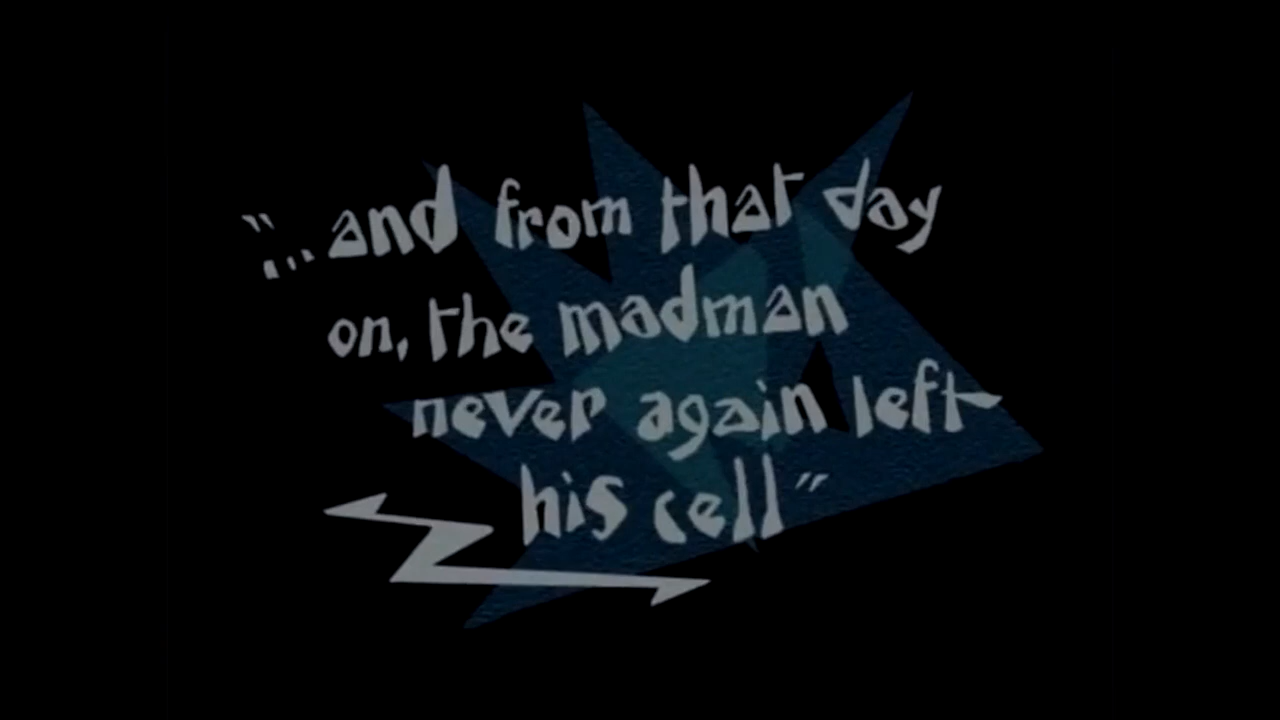 “...and from that day
on, the madman
never again left
his cell”